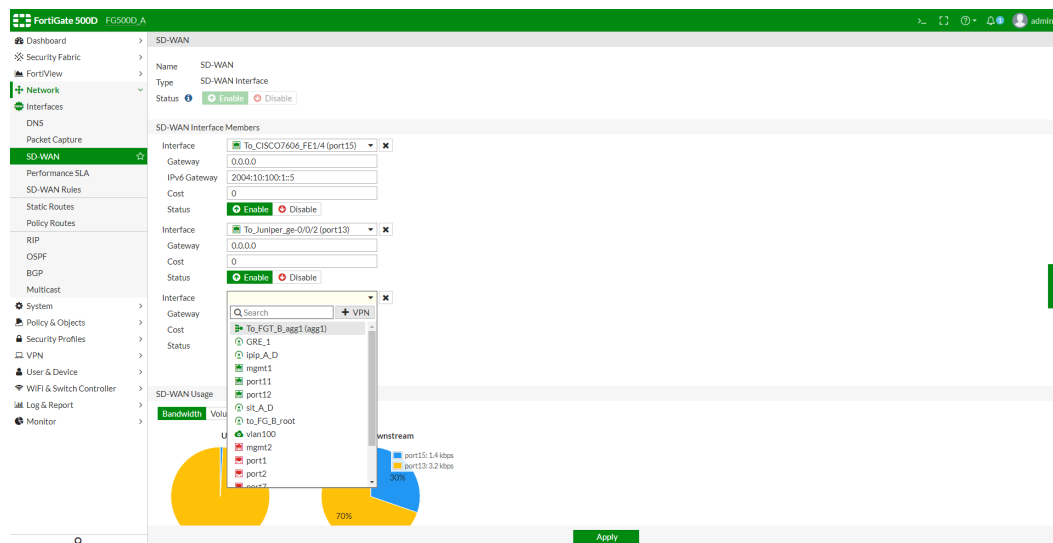 FortiGate 500D FG500D_A
>_ admin
Dashboard
Security Fabric
FortiView
Network
Interfaces
DNS
Packet Capture
SD-WAN
Performance SLA
SD-WAN Rules
Static Routes
Policy Routes
RIP
OSPF
BGP
Multicast
System
Policy & Objects
Security Profiles
VPN
User & Device
WiFi & Switch Controller
Log & Report
Monitor
SD-WAN
Name SD-WAN
Type SD-WAN Interface
Status Enable Disable
SD-WAN Interface Members
Interface To_CISCO7606_FE1/4 (port15)
Gateway 0.0.0.0
IPv6 Gateway 2004:10:100:1::5
Cost 0
Status Enable Disable
Interface To_Juniper_ge-0/0/2 (port13)
Gateway 0.0.0.0
Cost 0
Status Enable Disable
Interface
Gateway Search + VPN
Cost To_FGT_B_agg1 (agg1)
GRE_1
Status ipip_A_D
mgmt1
port11
port12
sit_A_D
to_FG_B_root
vlan100
mgmt2
port1
port2
port7
SD-WAN Usage
Bandwidth Volu
U wnstream
port15: 1.4 kbps
port13: 3.2 kbps
30%
70%
Apply